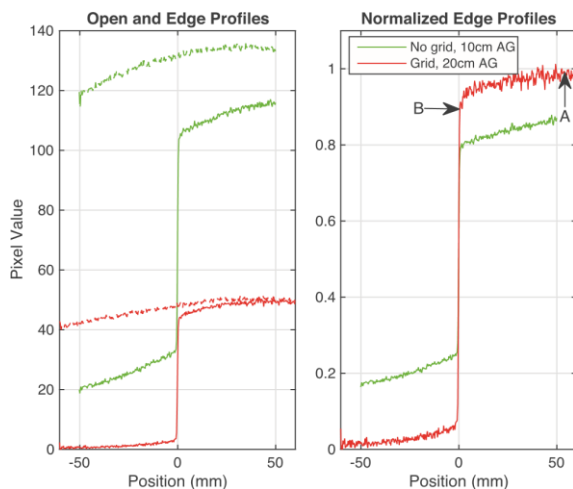 Open and Edge Profiles
Normalized Edge Profiles
No grid, 10cm AG
Grid, 20cm AG
Pixel Value
140
120
100
80
60
40
20
0
-50
0
50
Position (mm)
1
0.8
0.6
0.4
0.2
0
-50
0
50
Position (mm)
B
A